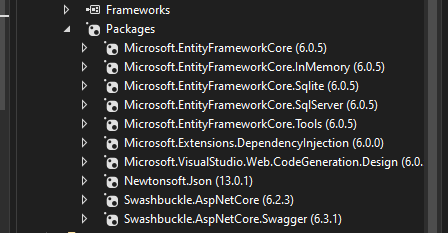 Frameworks
Packages
Microsoft.EntityFrameworkCore (6.0.5)
Microsoft.EntityFrameworkCore.InMemory (6.0.5)
Microsoft.EntityFrameworkCore.Sqlite (6.0.5)
Microsoft.EntityFrameworkCore.SqlServer (6.0.5)
Microsoft.EntityFrameworkCore.Tools (6.0.5)
Microsoft.Extensions.DependencyInjection (6.0.0)
Microsoft.VisualStudio.Web.CodeGeneration.Design (6.0.
Newtonsoft.Json (13.0.1)
Swashbuckle.AspNetCore (6.2.3)
Swashbuckle.AspNetCore.Swagger (6.3.1)